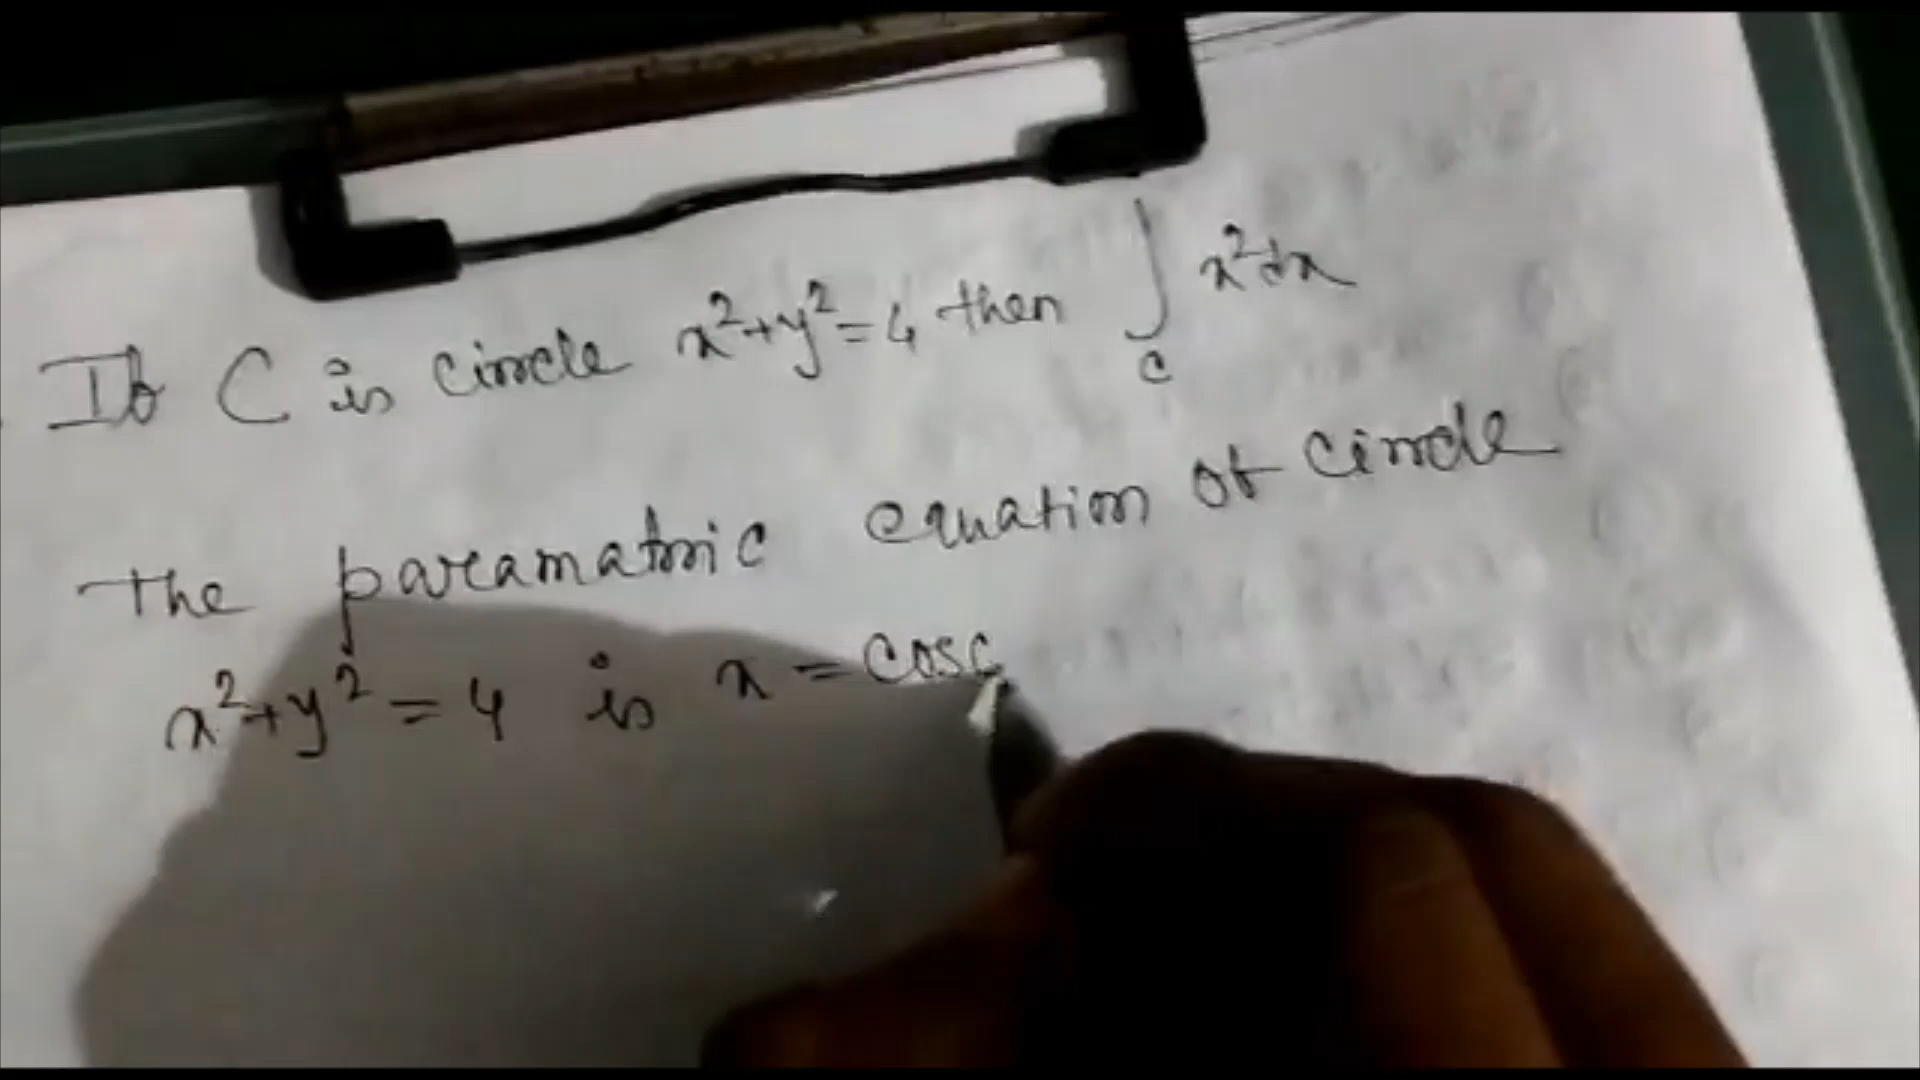 If C is circle x²+y²=4 then ∫_C x²dx
The paramatric equation of circle
x²+y²=4 is x = cos